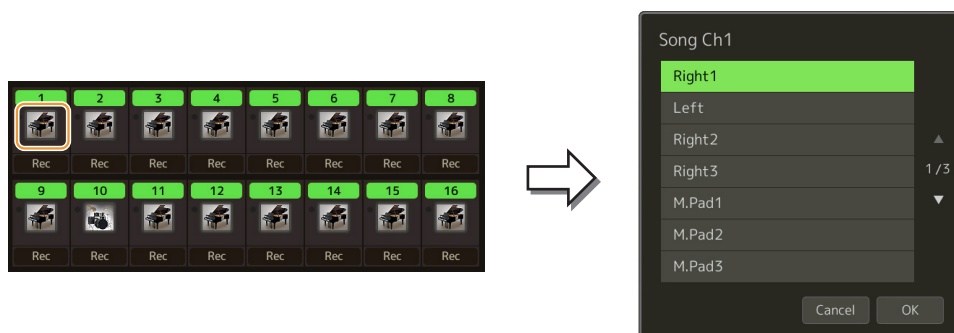 1 2 3 4 5 6 7 8
Rec Rec Rec Rec Rec Rec Rec Rec
9 10 11 12 13 14 15 16
Rec Rec Rec Rec Rec Rec Rec Rec
Song Ch1
Right1
Left
Right2
Right3
1/3
M.Pad1
M.Pad2
M.Pad3
Cancel OK